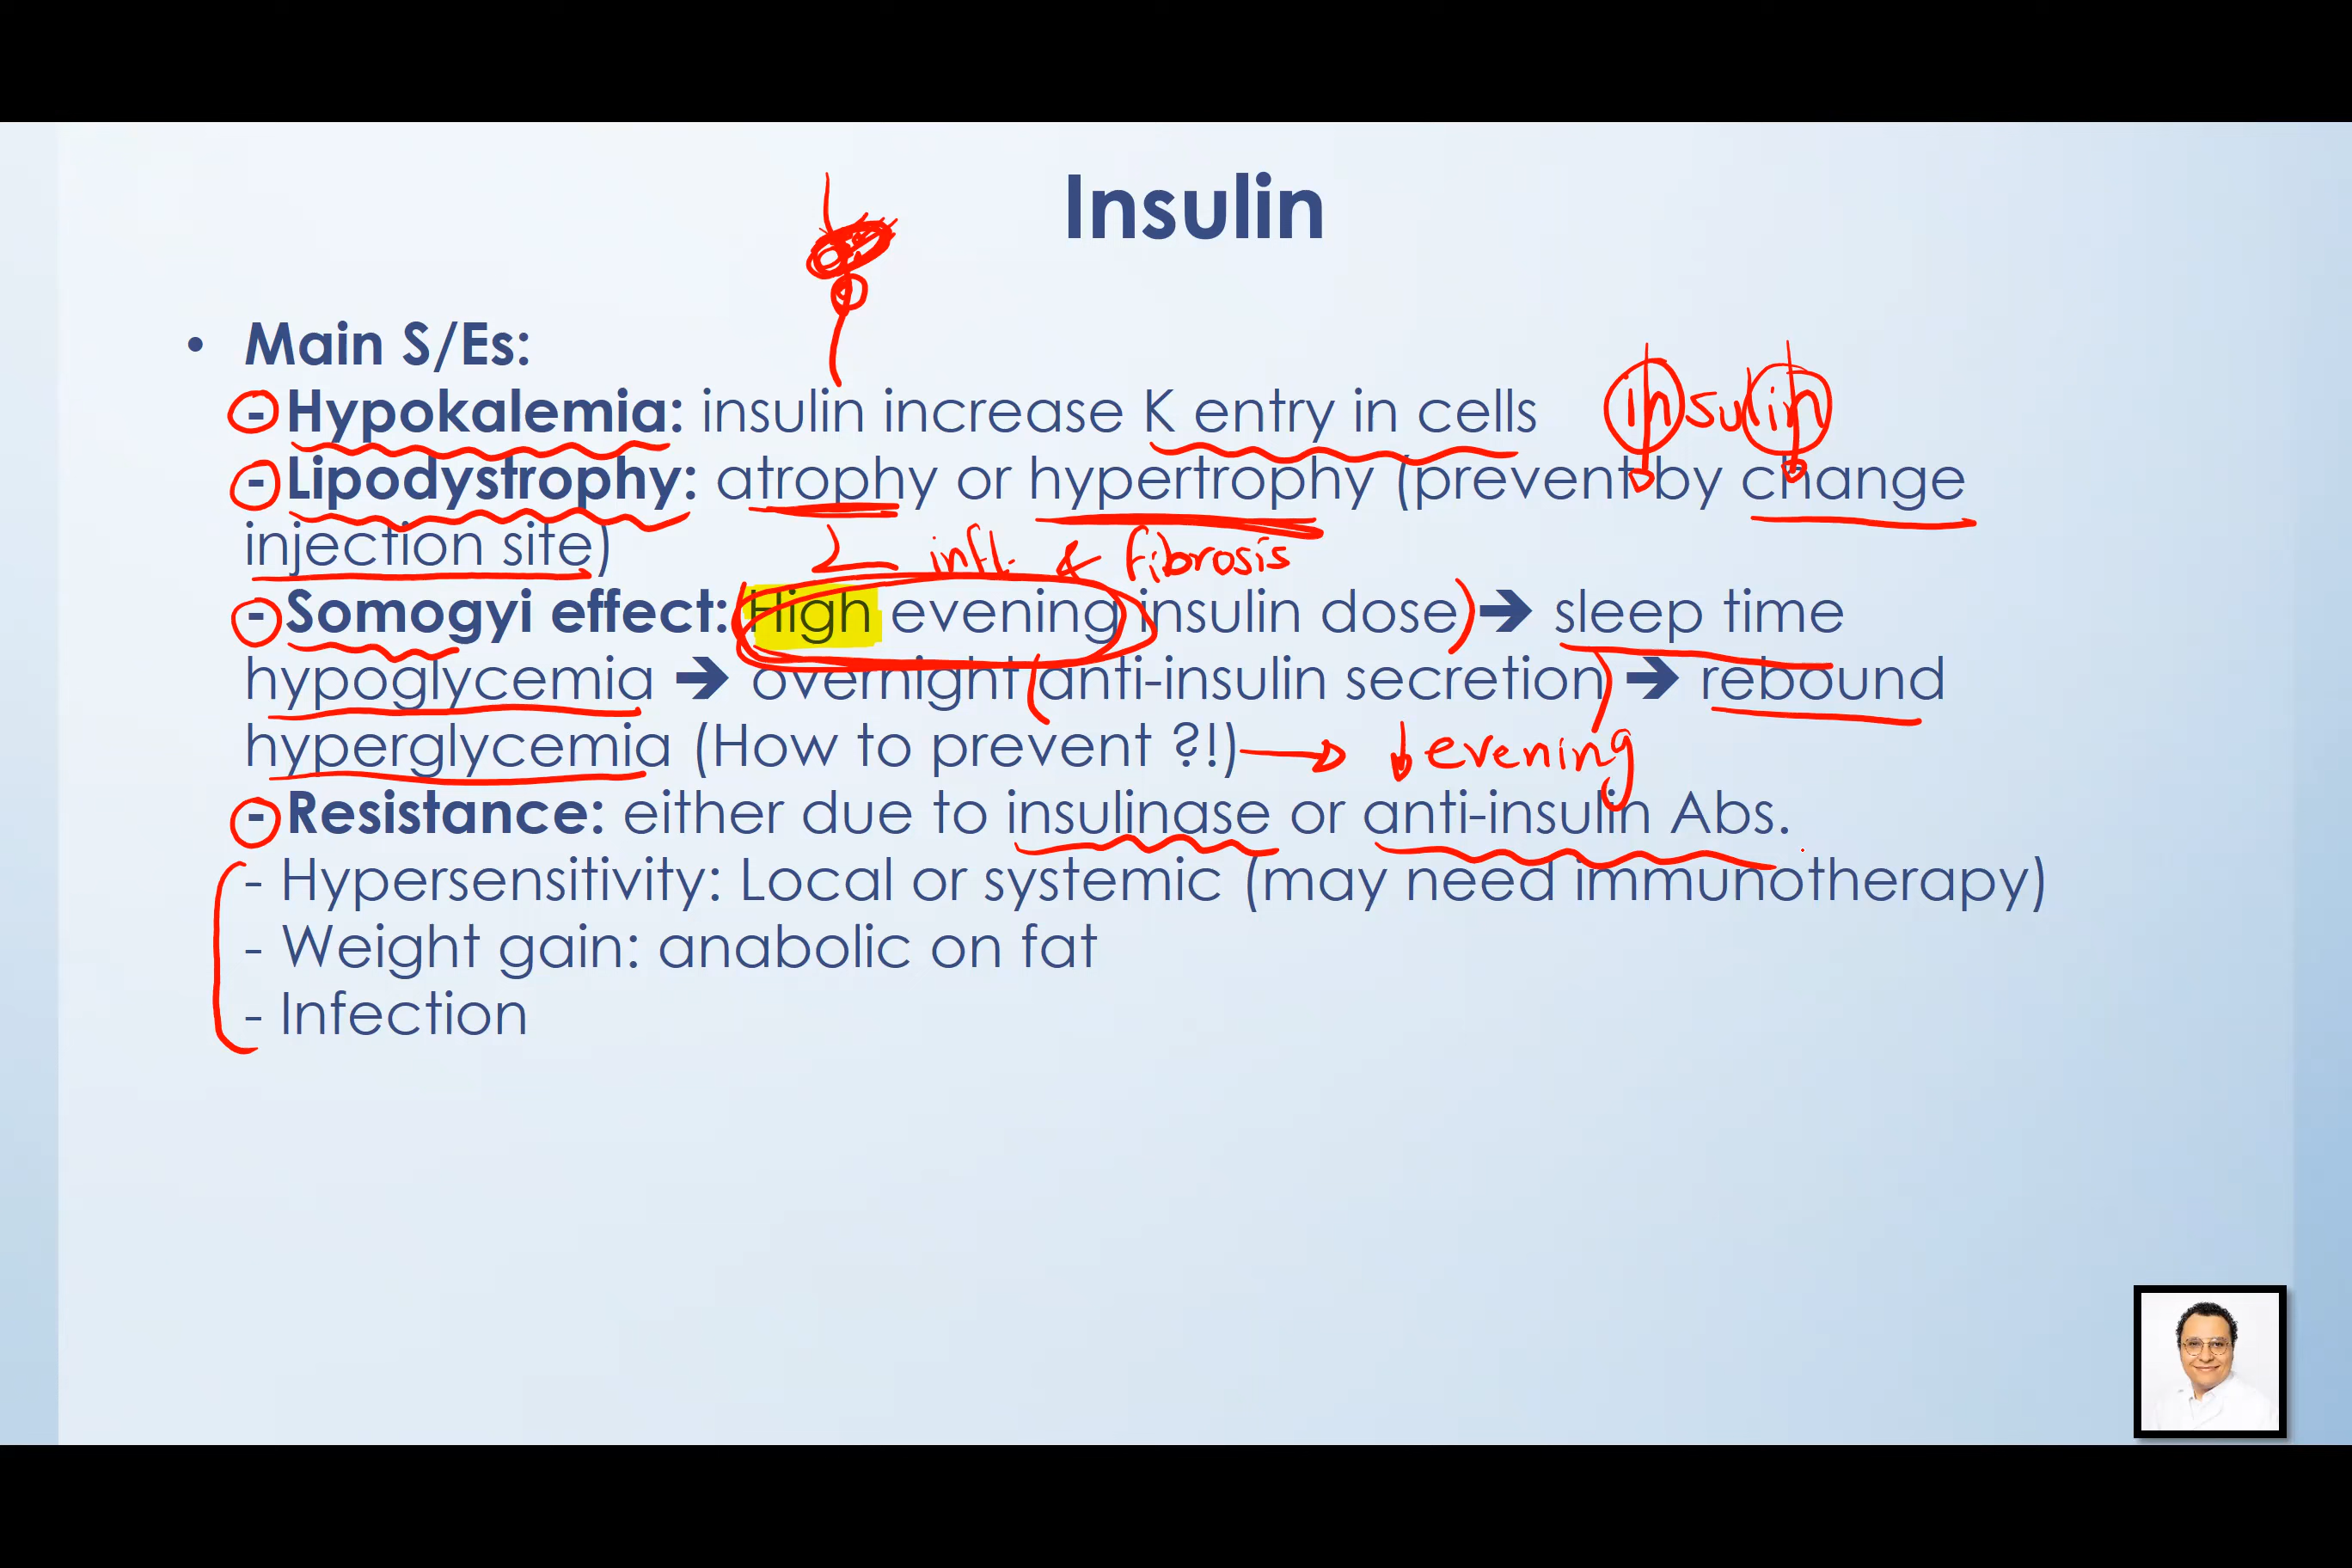 Insulin
• Main S/Es:
- Hypokalemia: insulin increase K entry in cells insulin
- Lipodystrophy: atrophy or hypertrophy (prevent by change
injection site) infl. & fibrosis
- Somogyi effect: High evening insulin dose ➔ sleep time
hypoglycemia ➔ overnight anti-insulin secretion ➔ rebound
hyperglycemia (How to prevent ?!) → ↓ evening
- Resistance: either due to insulinase or anti-insulin Abs.
- Hypersensitivity: Local or systemic (may need immunotherapy)
- Weight gain: anabolic on fat
- Infection